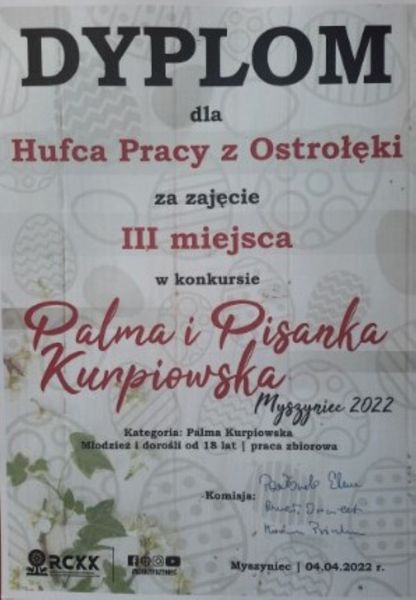 DYPLOM
dla
Hufca Pracy z Ostrołęki
za zajęcie
III miejsca
w konkursie
Palma i Pisanka
Kurpiowska
Myszyniec 2022
Kategoria: Palma Kurpiowska
Młodzież i dorośli od 18 lat | praca zbiorowa
Komisja:
RCKK
Myszyniec | 04.04.2022 r.